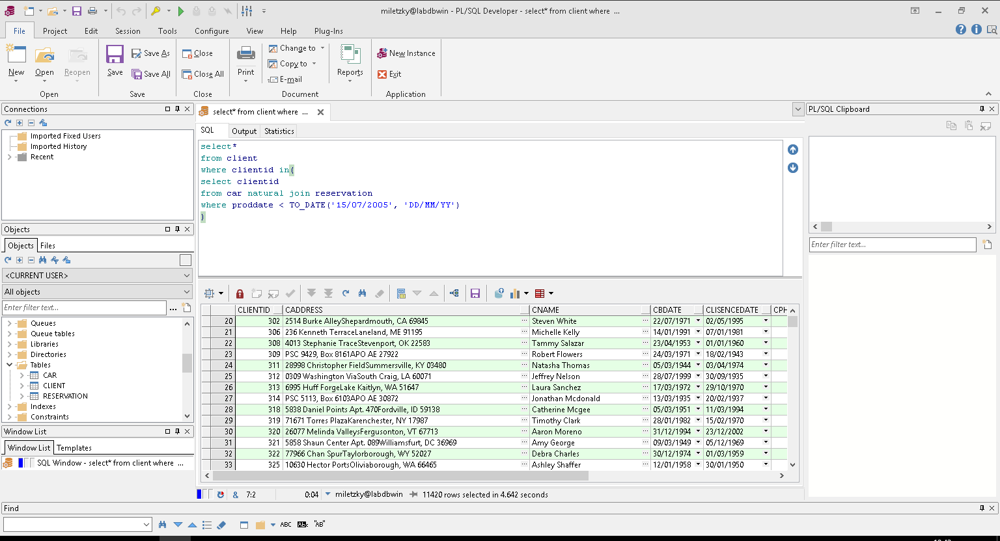 miletzky@labdbwin - PL/SQL Developer - select* from client where ...
File Project Edit Session Tools Configure View Help Plug-Ins
New Open Reopen
Open
Save Save As Save All
Save
Close Close All
Close
Print Change to Copy to E-mail
Document
Reports
New Instance
Exit
Application
Connections
Imported Fixed Users
Imported History
Recent
Objects
Objects Files
<CURRENT USER>
All objects
Enter filter text... ...
Queues
Queue tables
Libraries
Directories
Tables
CAR
CLIENT
RESERVATION
Indexes
Constraints
Window List
Window List Templates
SQL Window - select* from client where ...
select* from client where ...
SQL Output Statistics
select*
from client
where clientid in(
select clientid
from car natural join reservation
where proddate < TO_DATE('15/07/2005', 'DD/MM/YY')
)
CLIENTID CADDRESS CNAME CBDATE CLISENCEDATE CPH
20 302 2514 Burke AlleyShepardmouth, CA 69845 ... Steven White ... 22/07/1971 02/05/1995
21 306 236 Kenneth TerraceLaneland, ME 91195 ... Michelle Kelly ... 14/01/1991 07/01/1981
22 308 4013 Stephanie TraceStevenport, OK 22583 ... Tammy Salazar ... 23/04/1953 01/01/1960
23 309 PSC 9429, Box 8161APO AE 27922 ... Robert Flowers ... 24/03/1971 18/02/1943
24 311 28998 Christopher FieldSummersville, KY 03480 ... Natasha Thomas ... 05/03/1944 03/04/1974
25 312 0309 Washington ViaSouth Craig, LA 60071 ... Jeffrey Nelson ... 28/07/1999 30/09/1935
26 313 6995 Huff ForgeLake Kaitlyn, WA 51647 ... Laura Sanchez ... 17/03/1972 29/10/1970
27 314 PSC 5113, Box 6103APO AE 30872 ... Jonathan Mcdonald ... 13/03/1935 20/02/1937
28 318 5838 Daniel Points Apt. 470Fordville, ID 59138 ... Catherine Mcgee ... 05/03/1951 11/03/1994
29 319 71671 Torres PlazaKarenchester, NY 17987 ... Timothy Clark ... 28/01/1982 15/02/1970
30 320 26077 Melinda ValleysFergusonton, VT 67713 ... Aaron Moreno ... 31/12/1994 23/12/2002
31 321 5858 Shaun Center Apt. 089Williamsfurt, DC 36969 ... Amy George ... 09/03/1949 05/12/1969
32 322 77966 Chan SpurTaylorborough, WY 52027 ... Debra Charles ... 30/12/1974 01/03/1959
33 325 10630 Hector PortsOliviaborough, WA 66465 ... Ashley Shaffer ... 12/01/1958 30/01/1950
& 7:2 0:04 miletzky@labdbwin 11420 rows selected in 4.642 seconds
PL/SQL Clipboard
Enter filter text...
Find
ABC AB "AB"